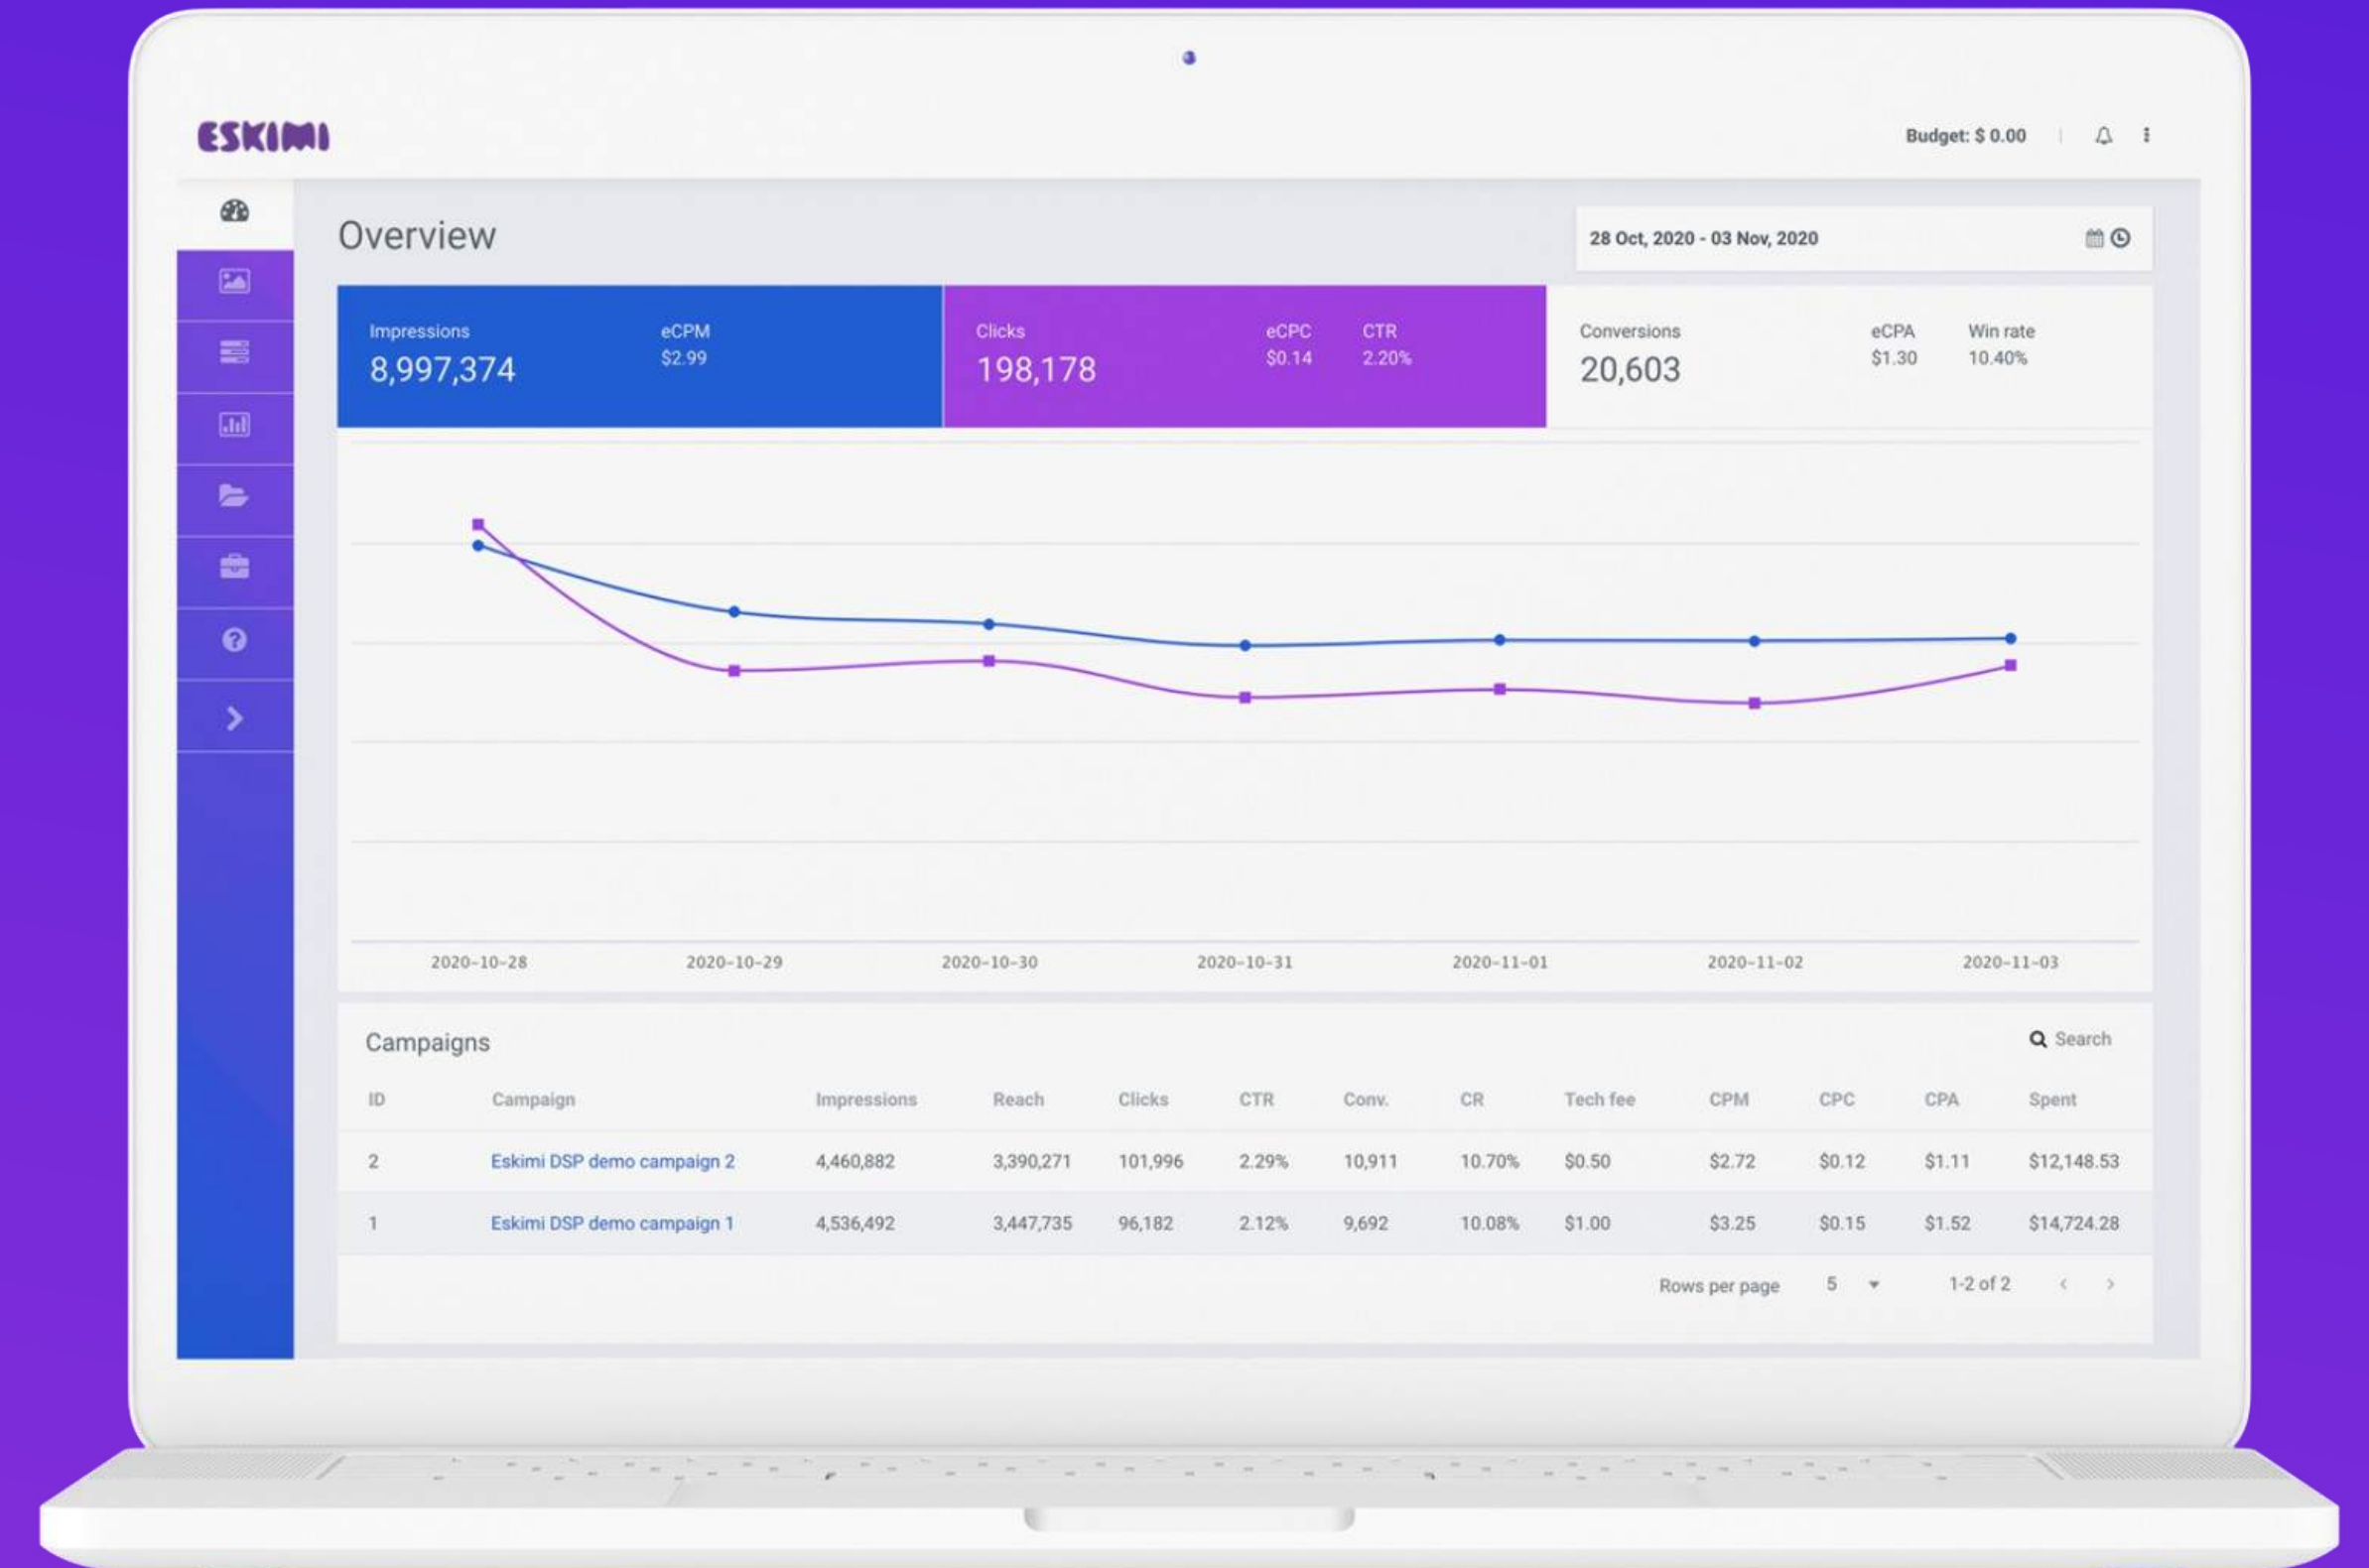 ESKIMI
Budget: $ 0.00
Overview
28 Oct, 2020 - 03 Nov, 2020
Impressions eCPM
8,997,374 $2.99
Clicks eCPC CTR
198,178 $0.14 2.20%
Conversions eCPA Win rate
20,603 $1.30 10.40%
2020-10-28 2020-10-29 2020-10-30 2020-10-31 2020-11-01 2020-11-02 2020-11-03
Campaigns
Search
ID Campaign Impressions Reach Clicks CTR Conv. CR Tech fee CPM CPC CPA Spent
2 Eskimi DSP demo campaign 2 4,460,882 3,390,271 101,996 2.29% 10,911 10.70% $0.50 $2.72 $0.12 $1.11 $12,148.53
1 Eskimi DSP demo campaign 1 4,536,492 3,447,735 96,182 2.12% 9,692 10.08% $1.00 $3.25 $0.15 $1.52 $14,724.28
Rows per page 5 1-2 of 2